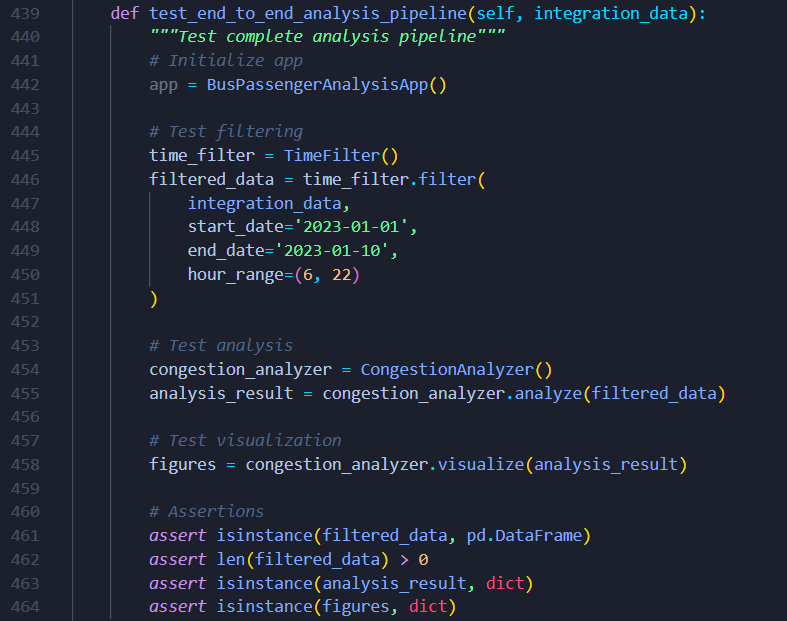 439 def test_end_to_end_analysis_pipeline(self, integration_data):
440 """Test complete analysis pipeline"""
441 # Initialize app
442 app = BusPassengerAnalysisApp()
443
444 # Test filtering
445 time_filter = TimeFilter()
446 filtered_data = time_filter.filter(
447 integration_data,
448 start_date='2023-01-01',
449 end_date='2023-01-10',
450 hour_range=(6, 22)
451 )
452
453 # Test analysis
454 congestion_analyzer = CongestionAnalyzer()
455 analysis_result = congestion_analyzer.analyze(filtered_data)
456
457 # Test visualization
458 figures = congestion_analyzer.visualize(analysis_result)
459
460 # Assertions
461 assert isinstance(filtered_data, pd.DataFrame)
462 assert len(filtered_data) > 0
463 assert isinstance(analysis_result, dict)
464 assert isinstance(figures, dict)